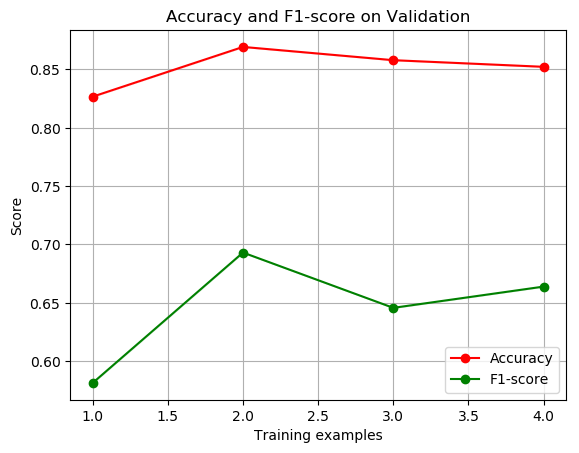 Accuracy and F1-score on Validation
0.85
0.80
0.75
0.70
0.65
0.60
Score
1.0 1.5 2.0 2.5 3.0 3.5 4.0
Training examples
Accuracy
F1-score